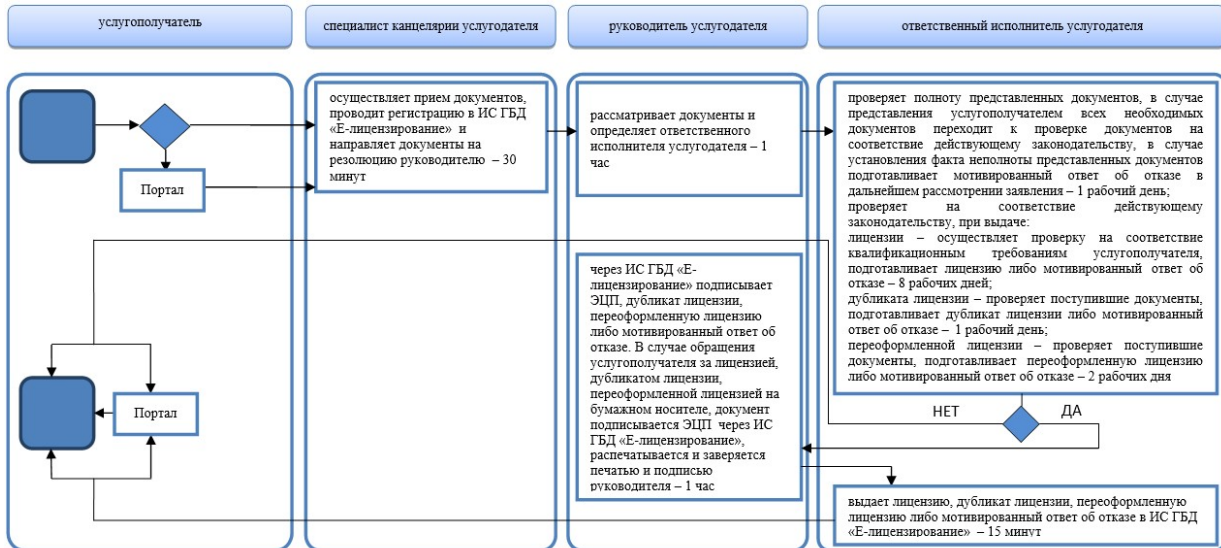 услугополучатель
специалист канцелярии услугодателя
руководитель услугодателя
ответственный исполнитель услугодателя
осуществляет прием документов,
проводит регистрацию в ИС ГБД
«Е-лицензирование» и
направляет документы на
резолюцию руководителю – 30
минут
рассматривает документы и
определяет ответственного
исполнителя услугодателя – 1
час
проверяет полноту представленных документов, в случае
представления услугополучателем всех необходимых
документов переходит к проверке документов на
соответствие действующему законодательству, в случае
установления факта неполноты представленных документов
подготавливает мотивированный ответ об отказе в
дальнейшем рассмотрении заявления – 1 рабочий день;
проверяет на соответствие действующему
законодательству, при выдаче:
лицензии – осуществляет проверку на соответствие
квалификационным требованиям услугополучателя,
подготавливает лицензию либо мотивированный ответ об
отказе – 8 рабочих дней;
дубликата лицензии – проверяет поступившие документы,
подготавливает дубликат лицензии либо мотивированный
ответ об отказе – 1 рабочий день;
переоформленной лицензии – проверяет поступившие
документы, подготавливает переоформленную лицензию
либо мотивированный ответ об отказе – 2 рабочих дня
Портал
через ИС ГБД «Е-
лицензирование» подписывает
ЭЦП, дубликат лицензии,
переоформленную лицензию
либо мотивированный ответ об
отказе. В случае обращения
услугополучателя за лицензией,
дубликатом лицензии,
переоформленной лицензией на
бумажном носителе, документ
подписывается ЭЦП через ИС
ГБД «Е-лицензирование»,
распечатывается и заверяется
печатью и подписью
руководителя – 1 час
Портал
НЕТ
ДА
выдает лицензию, дубликат лицензии, переоформленную
лицензию либо мотивированный ответ об отказе в ИС ГБД
«Е-лицензирование» – 15 минут